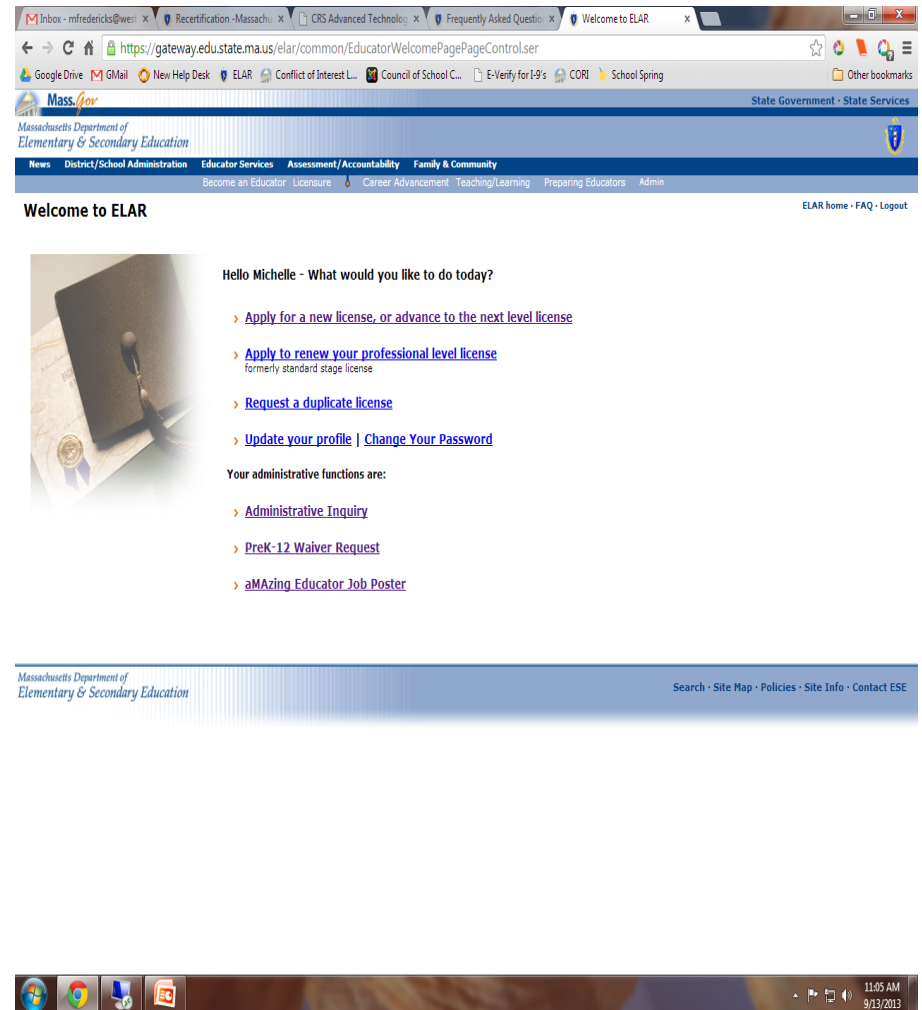 Inbox - mfredericks@west
Recertification -Massachu
CRS Advanced Technolog
Frequently Asked Question
Welcome to ELAR
https://gateway.edu.state.ma.us/elar/common/EducatorWelcomePagePageControl.ser
Google Drive GMail New Help Desk ELAR Conflict of Interest L... Council of School C... E-Verify for I-9's CORI School Spring Other bookmarks
Mass.Gov State Government · State Services
Massachusetts Department of
Elementary & Secondary Education
News District/School Administration Educator Services Assessment/Accountability Family & Community
Become an Educator Licensure Career Advancement Teaching/Learning Preparing Educators Admin
Welcome to ELAR ELAR home · FAQ · Logout
Hello Michelle - What would you like to do today?
› Apply for a new license, or advance to the next level license
› Apply to renew your professional level license
formerly standard stage license
› Request a duplicate license
› Update your profile | Change Your Password
Your administrative functions are:
› Administrative Inquiry
› PreK-12 Waiver Request
› aMAzing Educator Job Poster
Massachusetts Department of
Elementary & Secondary Education
Search · Site Map · Policies · Site Info · Contact ESE
11:05 AM
9/13/2013